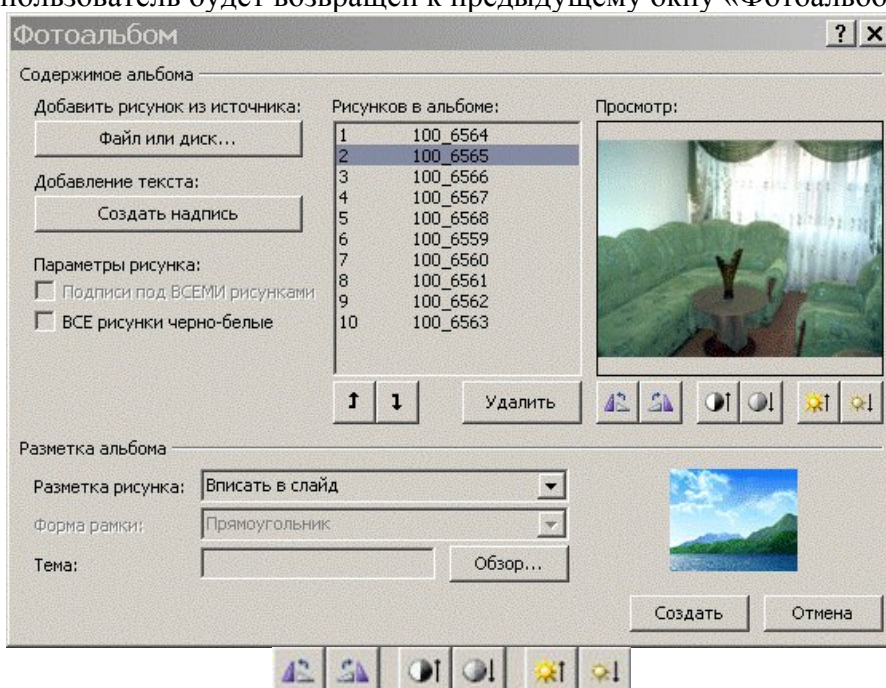 пользователь будет возвращен к предыдущему окну «Фотоальбо
Фотоальбом
Содержимое альбома
Добавить рисунок из источника:
Файл или диск...
Добавление текста:
Создать надпись
Параметры рисунка:
Подписи под ВСЕМИ рисунками
ВСЕ рисунки черно-белые
Рисунков в альбоме:
1 100_6564
2 100_6565
3 100_6566
4 100_6567
5 100_6568
6 100_6559
7 100_6560
8 100_6561
9 100_6562
10 100_6563
Удалить
Просмотр:
Разметка альбома
Разметка рисунка: Вписать в слайд
Форма рамки: Прямоугольник
Тема: Обзор...
Создать Отмена